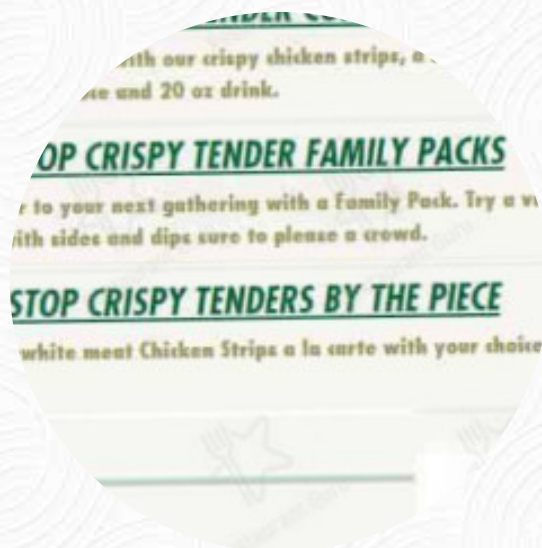 with our crispy chicken strips, a
and 20 oz drink.
OP CRISPY TENDER FAMILY PACKS
to your next gathering with a Family Pack. Try a
with sides and dips sure to please a crowd.
STOP CRISPY TENDERS BY THE PIECE
white meat Chicken Strips a la carte with your choice